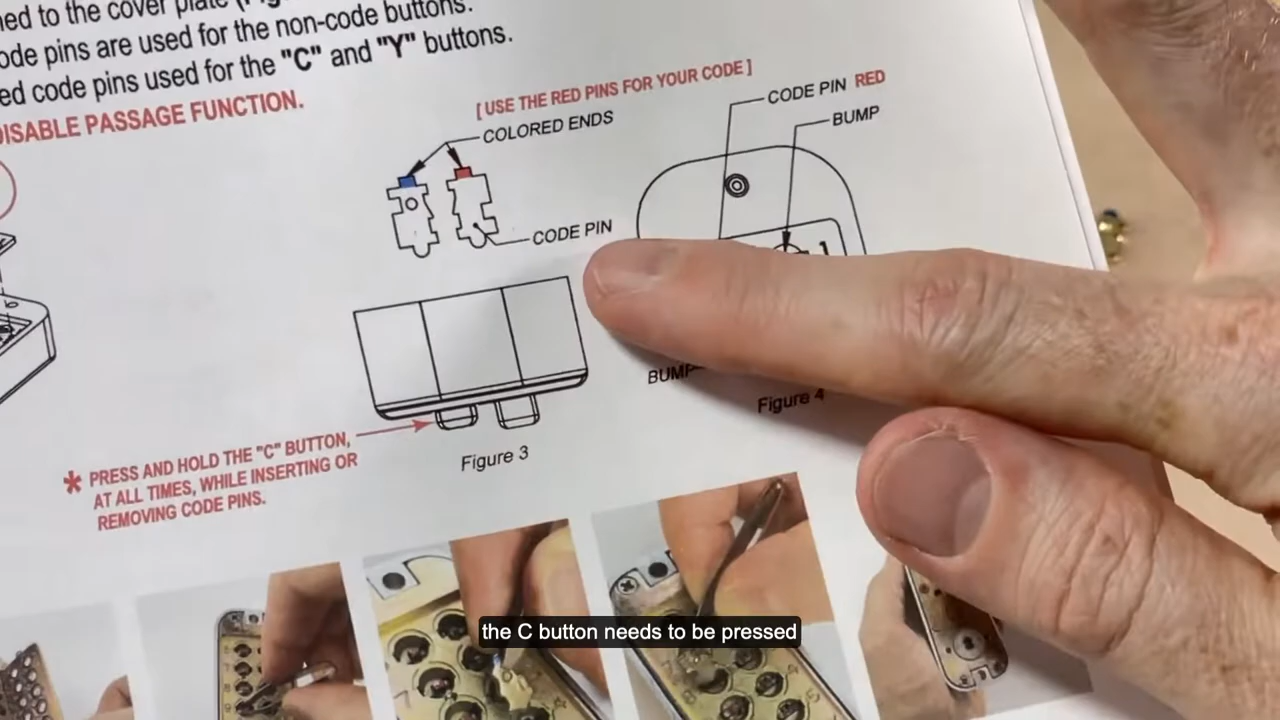 to the cover plate
pins are used for the non-code buttons.
code pins used for the "C" and "Y" buttons.
DISABLE PASSAGE FUNCTION.
[ USE THE RED PINS FOR YOUR CODE ]
COLORED ENDS
CODE PIN RED
BUMP
CODE PIN
BUMP
Figure 4
Figure 3
* PRESS AND HOLD THE "C" BUTTON,
AT ALL TIMES, WHILE INSERTING OR
REMOVING CODE PINS.
the C button needs to be pressed